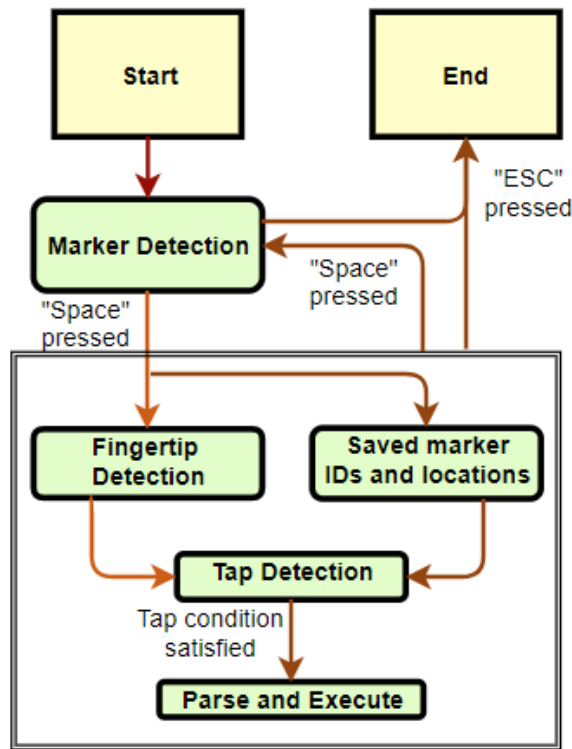 Start
End
"ESC"
pressed
Marker Detection
"Space"
pressed
"Space"
pressed
Fingertip
Detection
Saved marker
IDs and locations
Tap Detection
Tap condition
satisfied
Parse and Execute